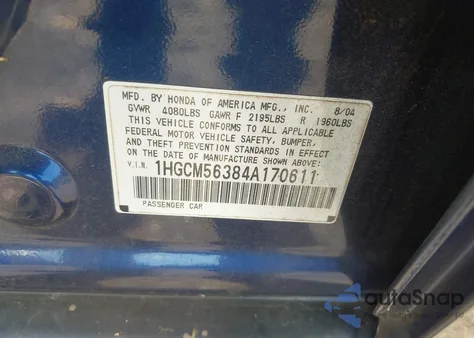 MFD. BY HONDA OF AMERICA MFG., INC. 8/04
GVWR 4080LBS GAWR F 2195LBS R 1960LBS
THIS VEHICLE CONFORMS TO ALL APPLICABLE
FEDERAL MOTOR VEHICLE SAFETY, BUMPER,
AND THEFT PREVENTION STANDARDS IN EFFECT
ON THE DATE OF MANUFACTURE SHOWN ABOVE.
V.I.N. 1HGCM56384A170611
PASSENGER CAR
autoSnap